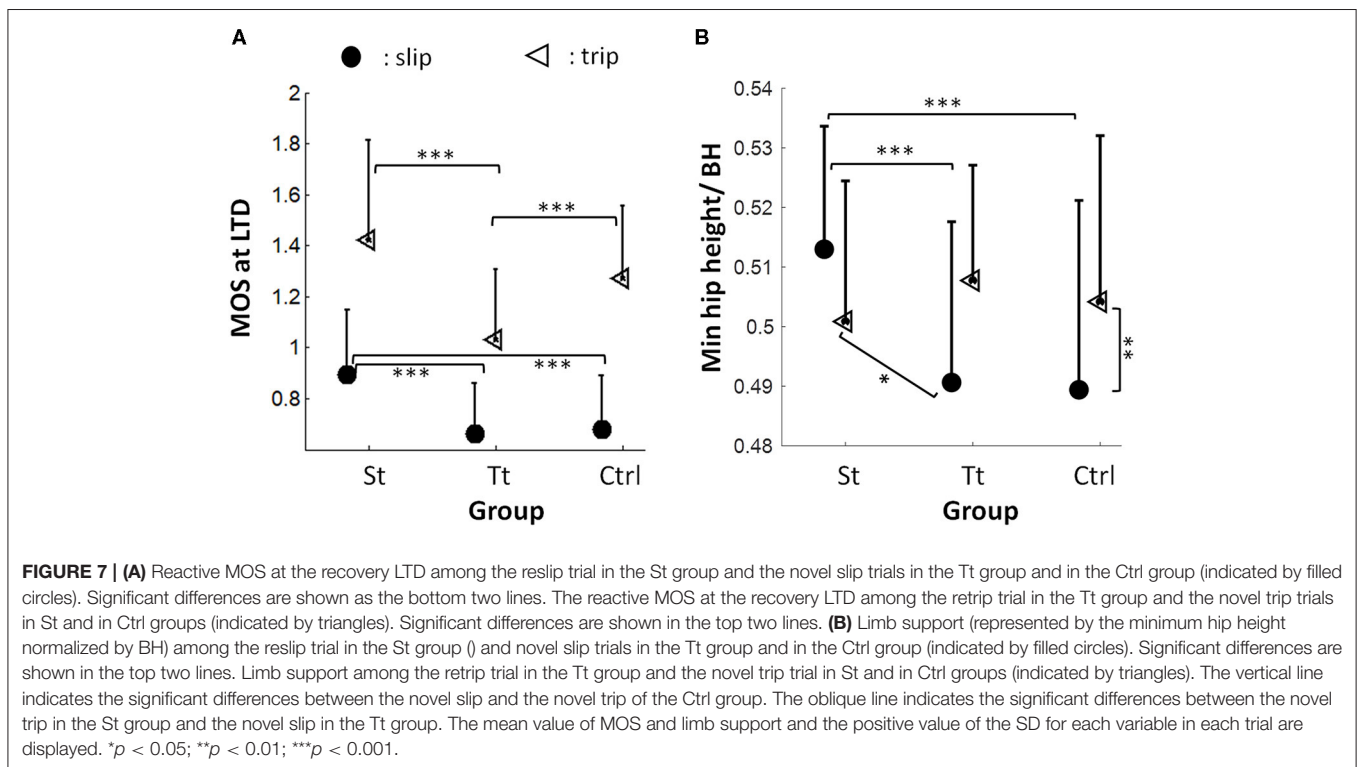 A
B
● : slip ◁ : trip
2
1.8
1.6
1.4
1.2
1
0.8
MOS at LTD
***
***
***
***
St Tt Ctrl
Group
0.54
0.53
0.52
0.51
0.5
0.49
0.48
Min hip height/ BH
***
***
*
**
St Tt Ctrl
Group
FIGURE 7 | (A) Reactive MOS at the recovery LTD among the reslip trial in the St group and the novel slip trials in the Tt group and in the Ctrl group (indicated by filled
circles). Significant differences are shown as the bottom two lines. The reactive MOS at the recovery LTD among the retrip trial in the Tt group and the novel trip trials
in St and in Ctrl groups (indicated by triangles). Significant differences are shown in the top two lines. (B) Limb support (represented by the minimum hip height
normalized by BH) among the reslip trial in the St group () and novel slip trials in the Tt group and in the Ctrl group (indicated by filled circles). Significant differences are
shown in the top two lines. Limb support among the retrip trial in the Tt group and the novel trip trial in St and in Ctrl groups (indicated by triangles). The vertical line
indicates the significant differences between the novel slip and the novel trip of the Ctrl group. The oblique line indicates the significant differences between the novel
trip in the St group and the novel slip in the Tt group. The mean value of MOS and limb support and the positive value of the SD for each variable in each trial are
displayed. *p < 0.05; **p < 0.01; ***p < 0.001.